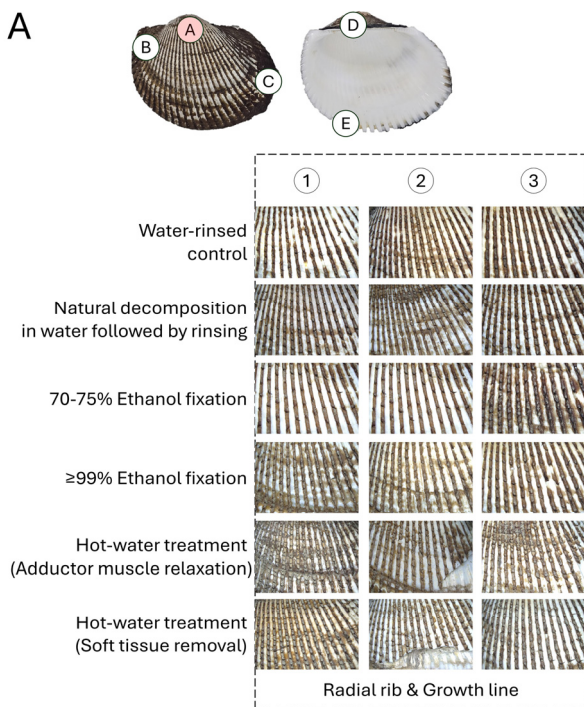 A
A
B
C
D
E
1 2 3
Water-rinsed
control
Natural decomposition
in water followed by rinsing
70-75% Ethanol fixation
≥99% Ethanol fixation
Hot-water treatment
(Adductor muscle relaxation)
Hot-water treatment
(Soft tissue removal)
Radial rib & Growth line